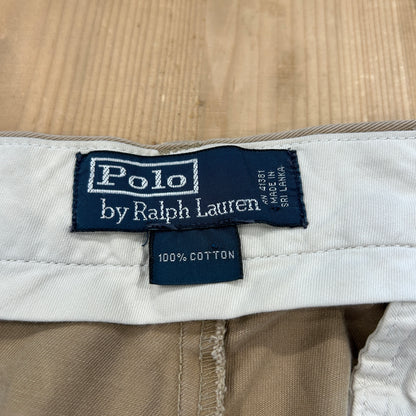 Polo
by Ralph Lauren
RN 41381
MADE IN
SRI LANKA
100% COTTON